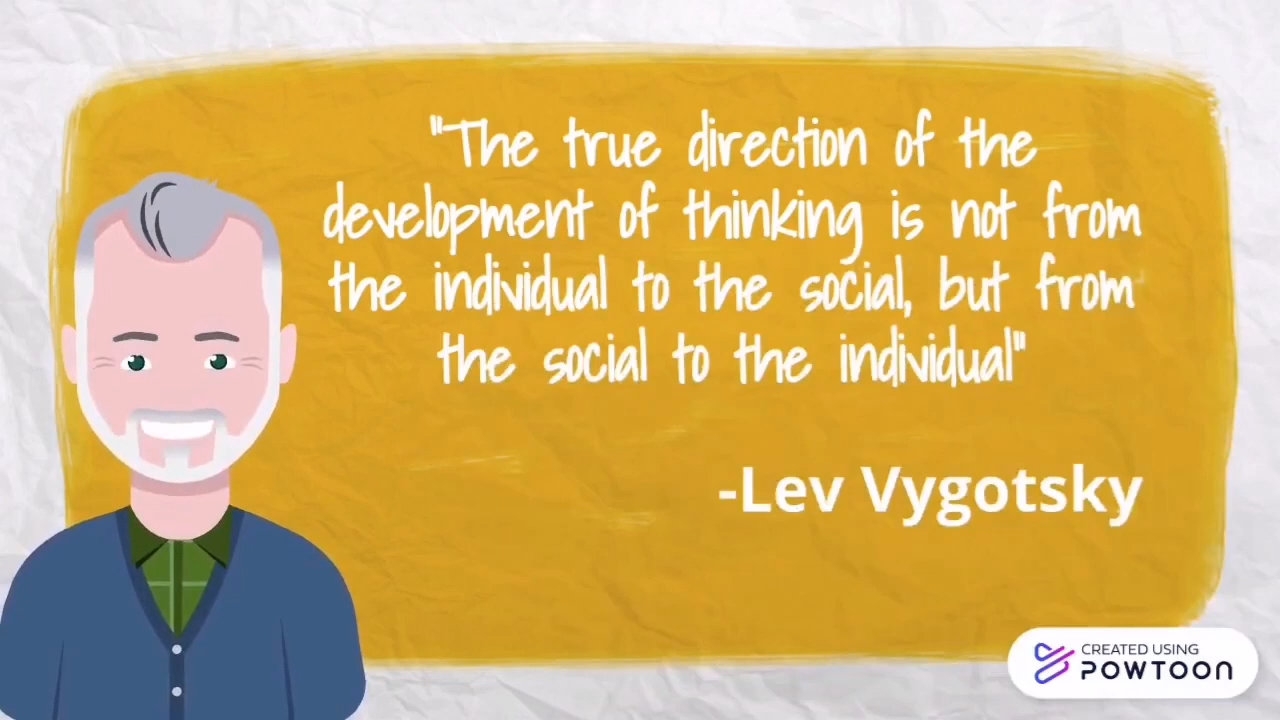 "The true direction of the
development of thinking is not from
the individual to the social, but from
the social to the individual"
-Lev Vygotsky
CREATED USING
POWTOON